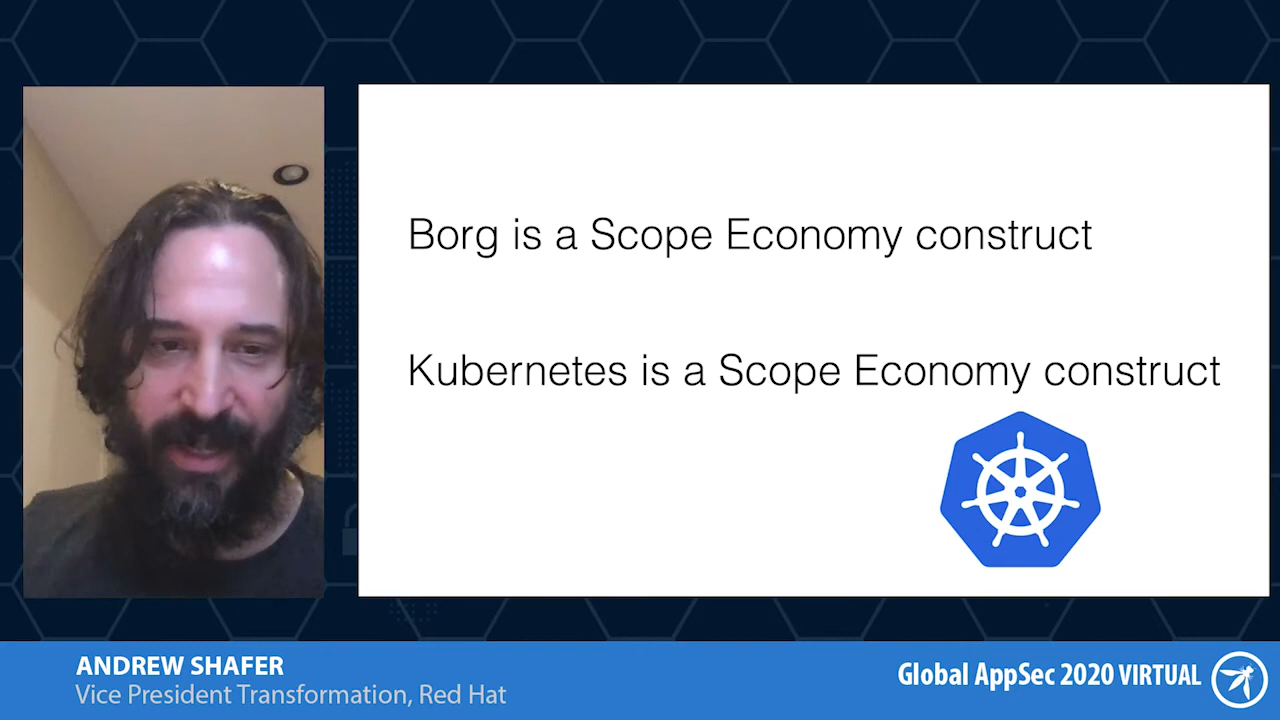 Borg is a Scope Economy construct
Kubernetes is a Scope Economy construct
ANDREW SHAFER
Vice President Transformation, Red Hat
Global AppSec 2020 VIRTUAL